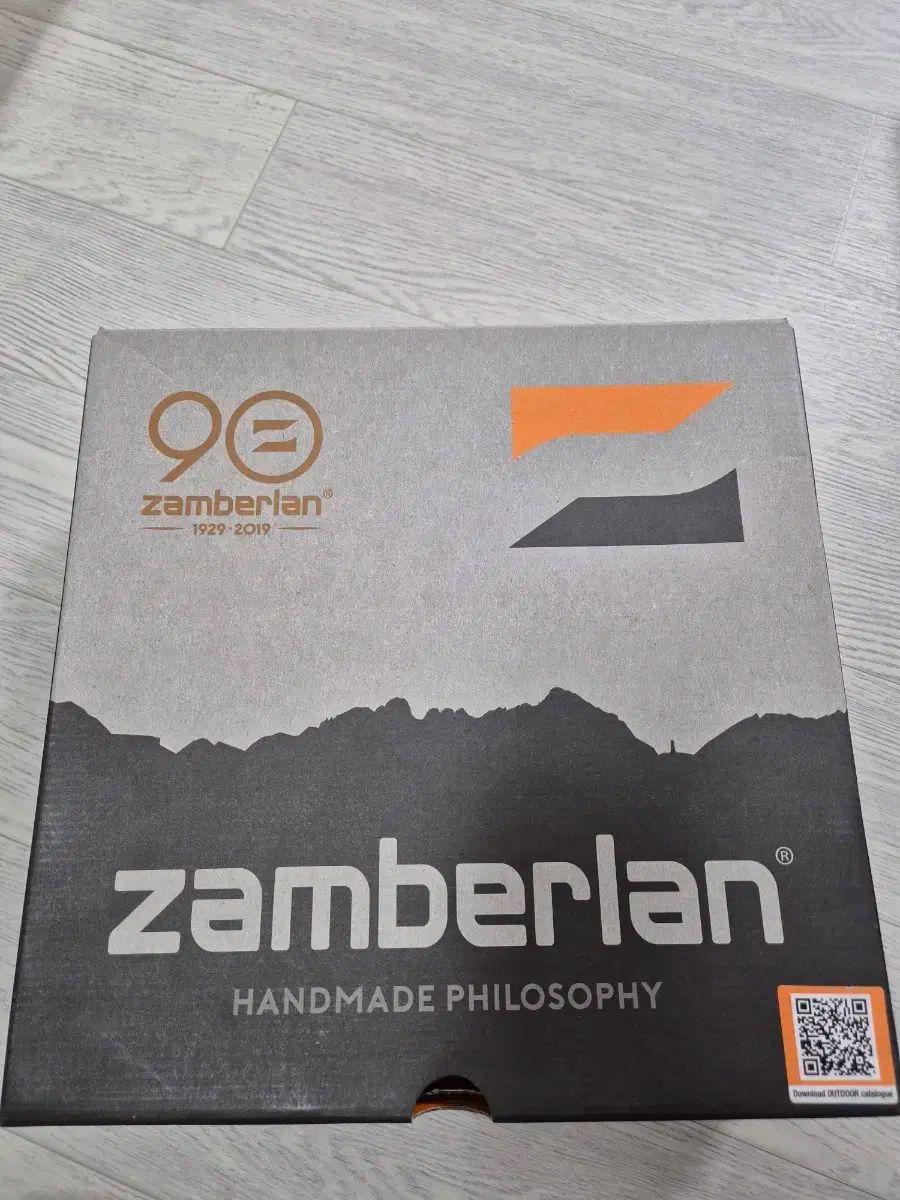 90
zamberlan®
1929·2019
zamberlan®
HANDMADE PHILOSOPHY
Download OUTDOOR catalogue